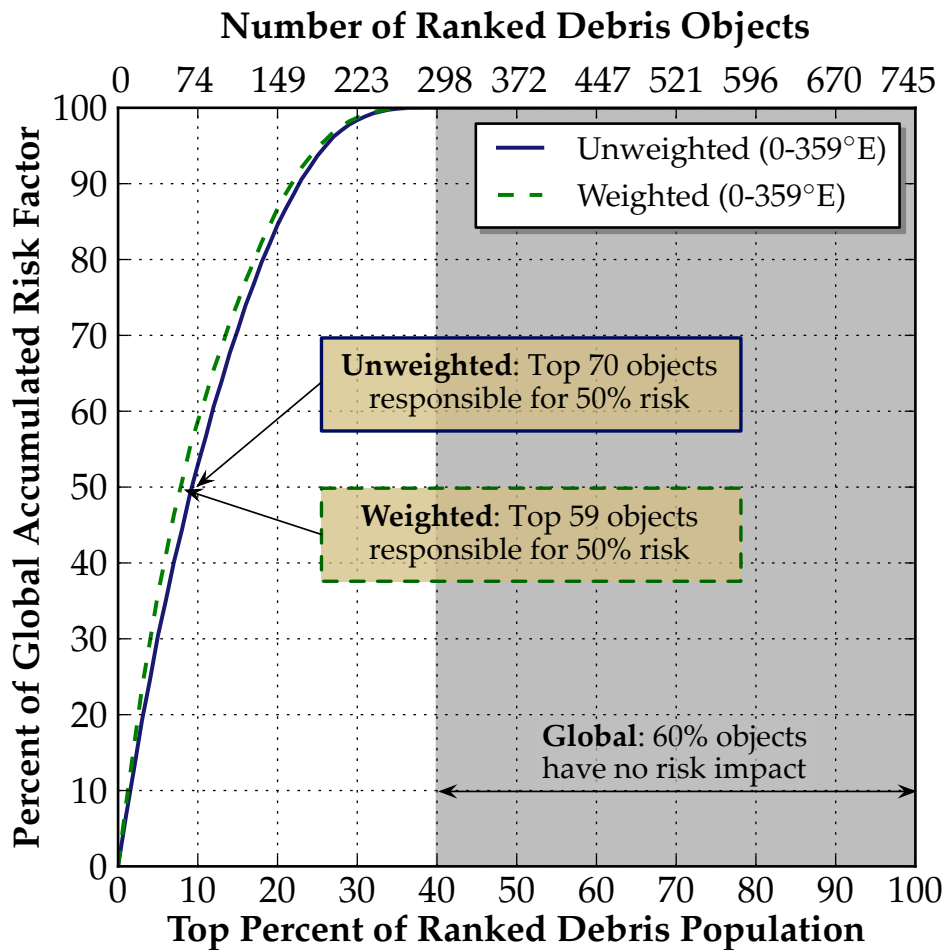 Number of Ranked Debris Objects
0 74 149 223 298 372 447 521 596 670 745
Percent of Global Accumulated Risk Factor
100
90
80
70
60
50
40
30
20
10
0
Unweighted (0-359°E)
Weighted (0-359°E)
Unweighted: Top 70 objects
responsible for 50% risk
Weighted: Top 59 objects
responsible for 50% risk
Global: 60% objects
have no risk impact
0 10 20 30 40 50 60 70 80 90 100
Top Percent of Ranked Debris Population